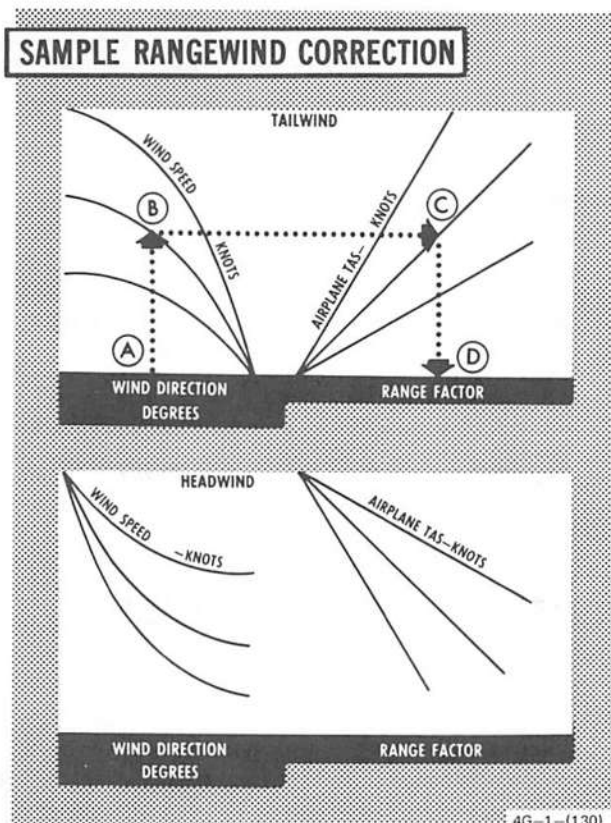 SAMPLE RANGEWIND CORRECTION
TAILWIND
WIND SPEED
KNOTS
AIRPLANE TAS—
KNOTS
B
C
A
D
WIND DIRECTION
DEGREES
RANGE FACTOR
HEADWIND
WIND SPEED
—KNOTS
AIRPLANE TAS—KNOTS
WIND DIRECTION
DEGREES
RANGE FACTOR
4G-1-(130)